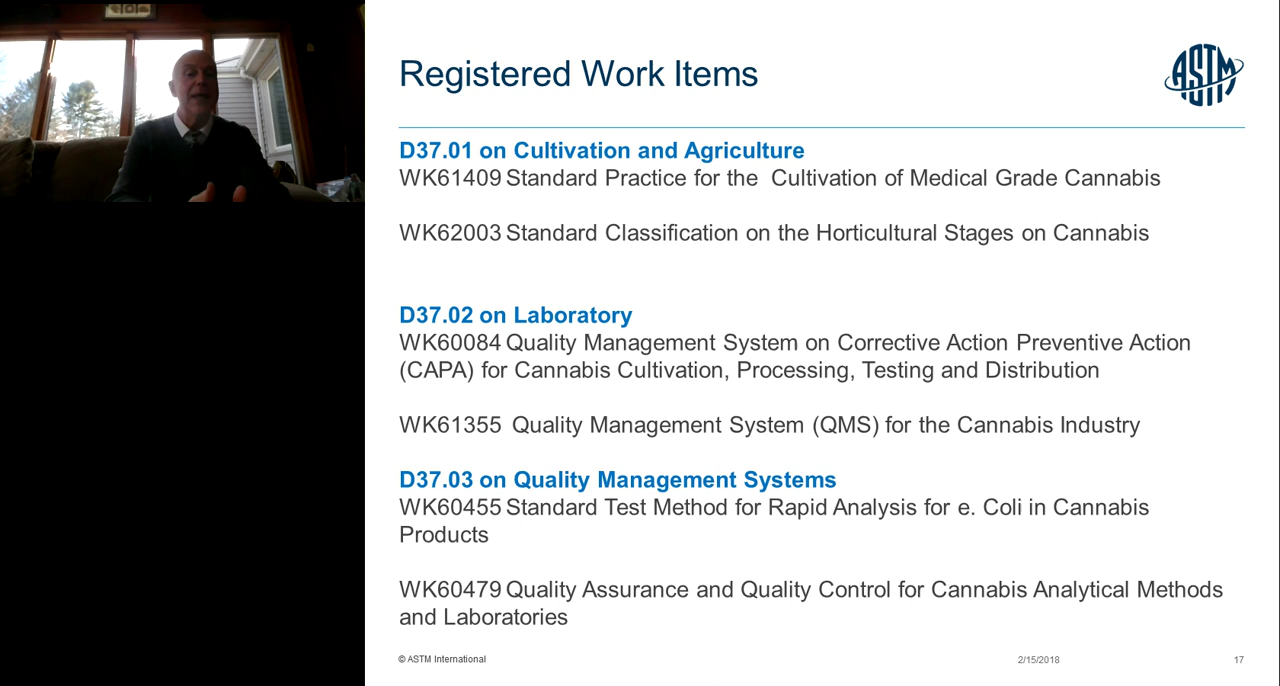 Registered Work Items
ASTM
D37.01 on Cultivation and Agriculture
WK61409 Standard Practice for the  Cultivation of Medical Grade Cannabis
WK62003 Standard Classification on the Horticultural Stages on Cannabis
D37.02 on Laboratory
WK60084 Quality Management System on Corrective Action Preventive Action
(CAPA) for Cannabis Cultivation, Processing, Testing and Distribution
WK61355  Quality Management System (QMS) for the Cannabis Industry
D37.03 on Quality Management Systems
WK60455 Standard Test Method for Rapid Analysis for e. Coli in Cannabis
Products
WK60479 Quality Assurance and Quality Control for Cannabis Analytical Methods
and Laboratories
© ASTM International
2/15/2018
17